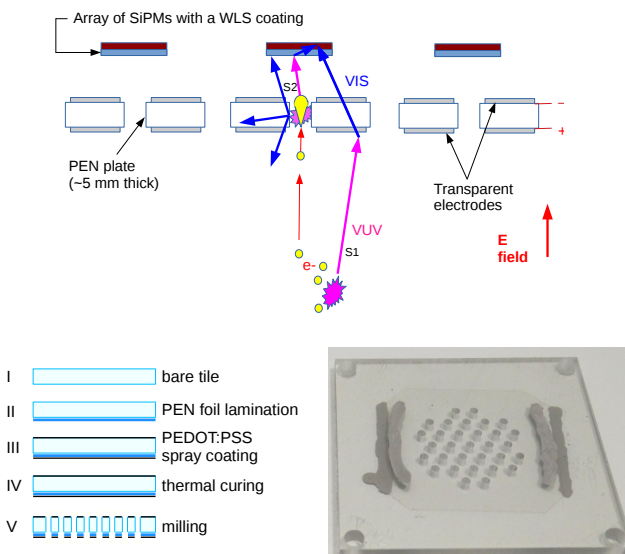 Array of SiPMs with a WLS coating
S2
VIS
PEN plate
(~5 mm thick)
Transparent
electrodes
−
+
VUV
S1
e-
E
field
I bare tile
II PEN foil lamination
III PEDOT:PSS
spray coating
IV thermal curing
V milling